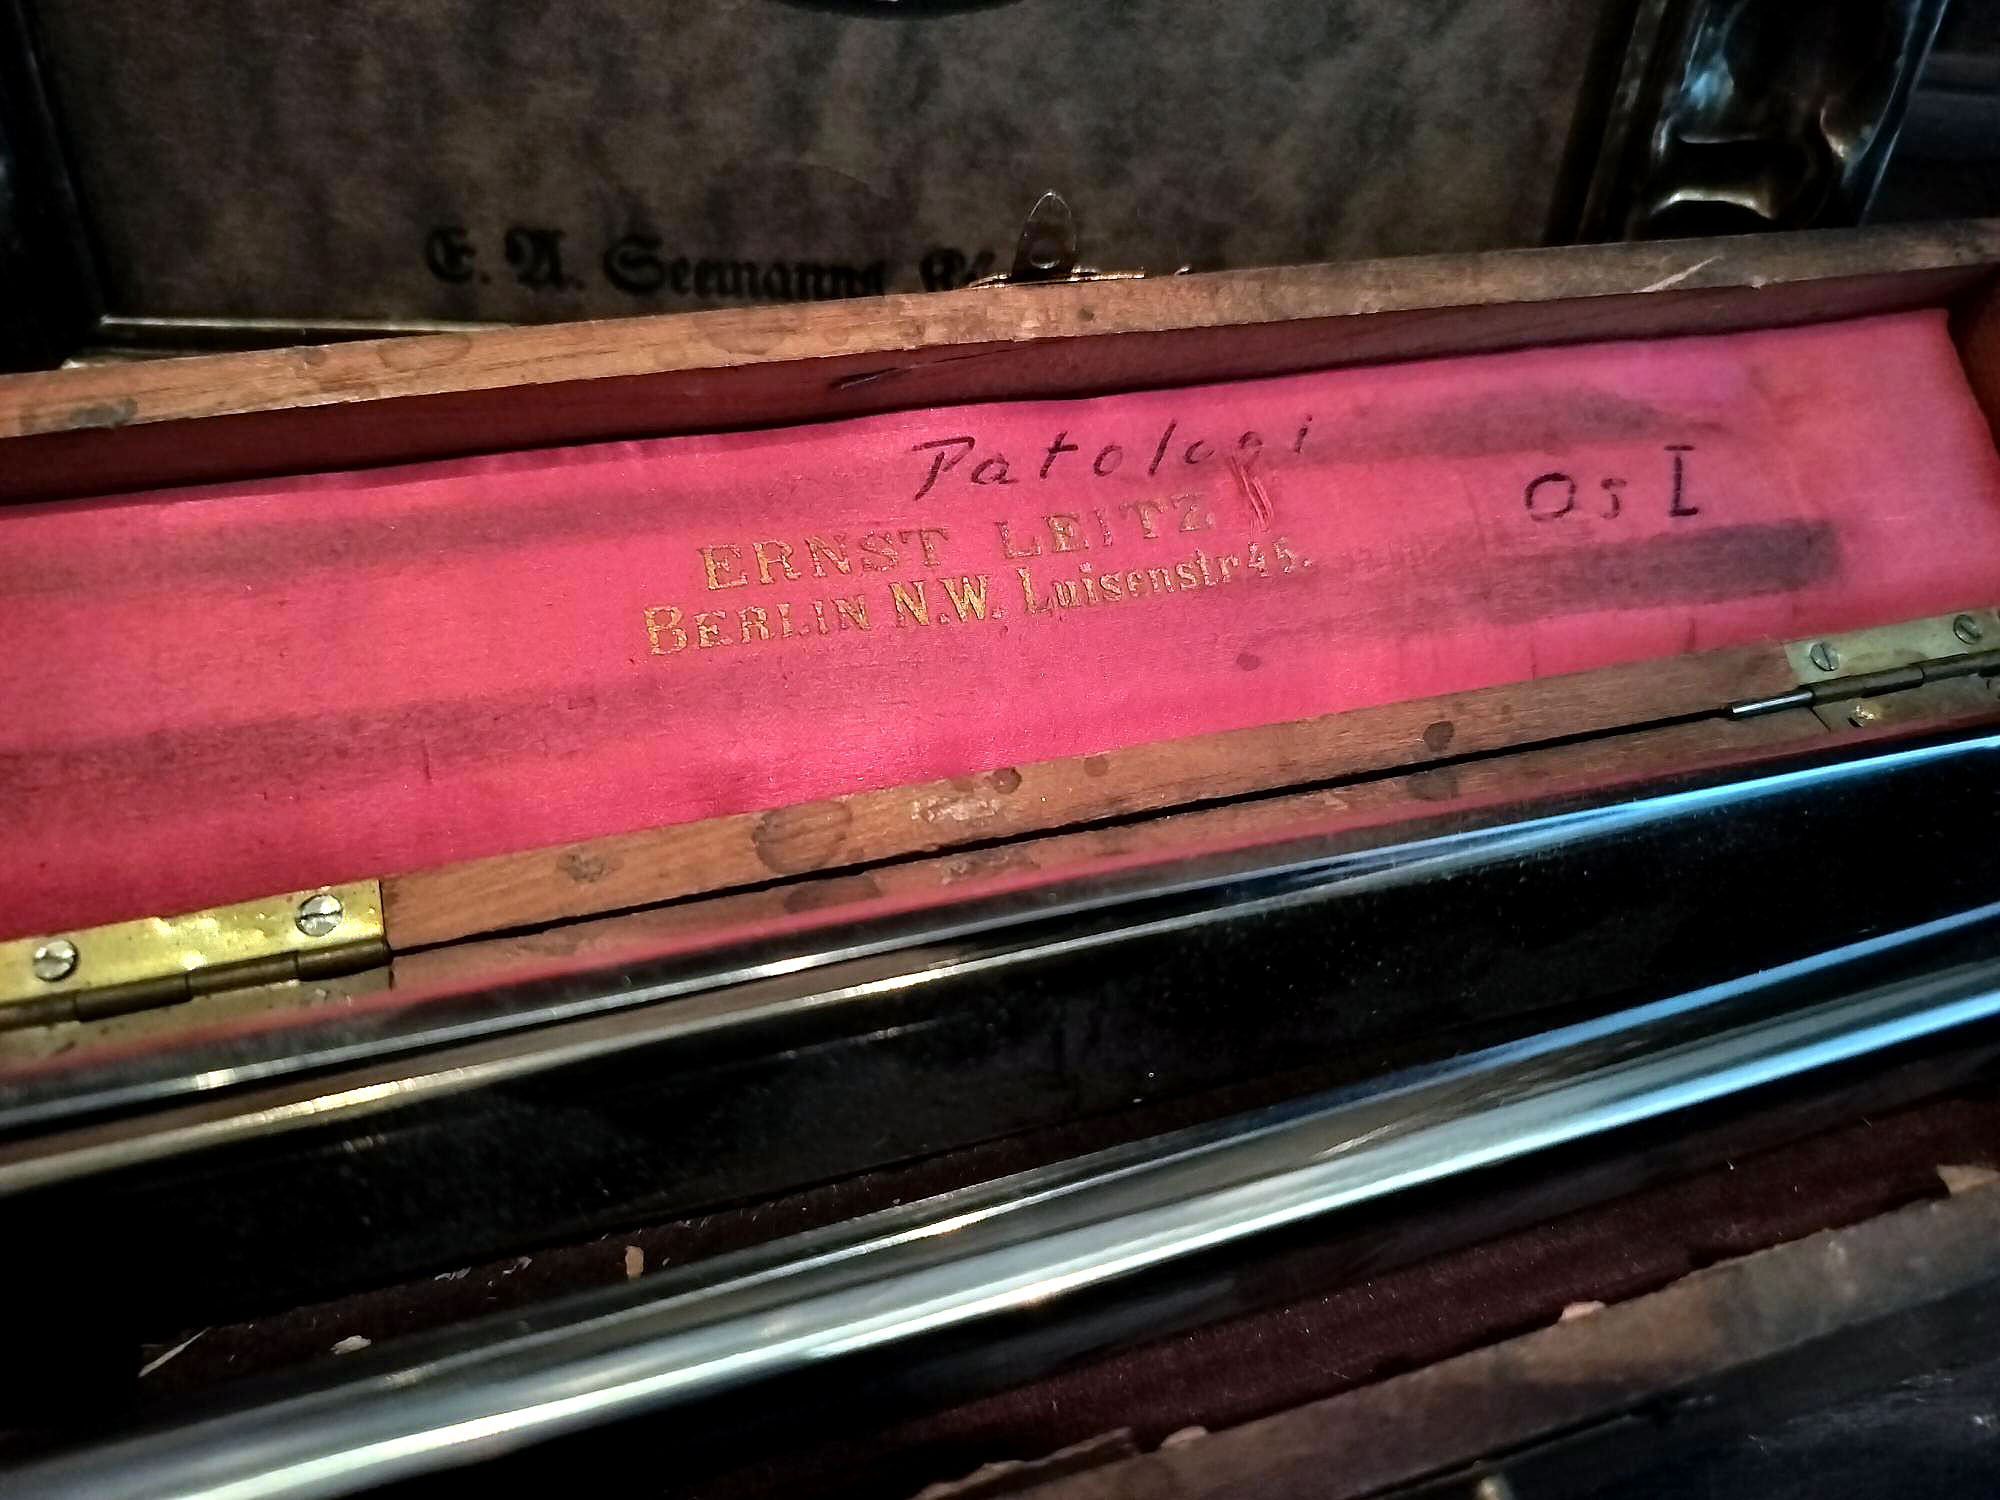 E. A. Seemanns
Patologi
Os I
ERNST LEITZ
BERLIN N.W. Luisenstr 45.